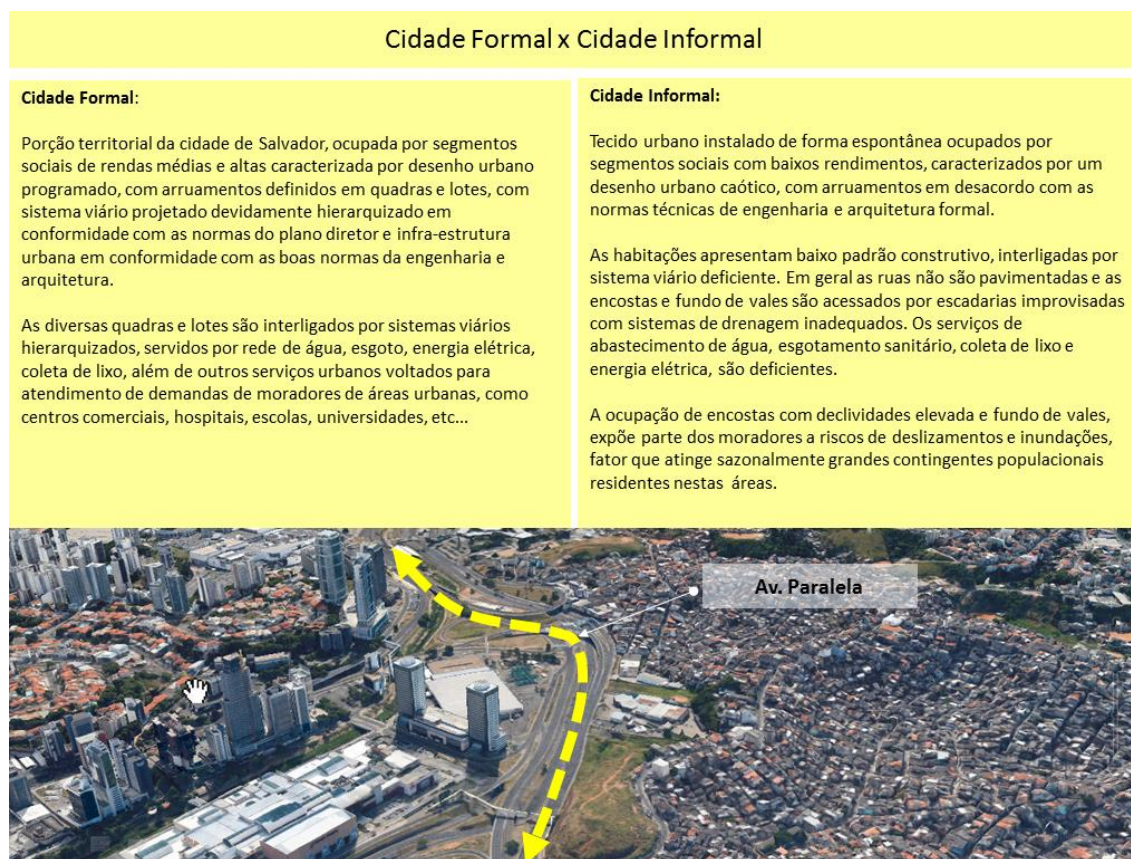 Cidade Formal x Cidade Informal
Cidade Formal:
Porção territorial da cidade de Salvador, ocupada por segmentos
sociais de rendas médias e altas caracterizada por desenho urbano
programado, com arruamentos definidos em quadras e lotes, com
sistema viário projetado devidamente hierarquizado em
conformidade com as normas do plano diretor e infra-estrutura
urbana em conformidade com as boas normas da engenharia e
arquitetura.
As diversas quadras e lotes são interligados por sistemas viários
hierarquizados, servidos por rede de água, esgoto, energia elétrica,
coleta de lixo, além de outros serviços urbanos voltados para
atendimento de demandas de moradores de áreas urbanas, como
centros comerciais, hospitais, escolas, universidades, etc...
Cidade Informal:
Tecido urbano instalado de forma espontânea ocupados por
segmentos sociais com baixos rendimentos, caracterizados por um
desenho urbano caótico, com arruamentos em desacordo com as
normas técnicas de engenharia e arquitetura formal.
As habitações apresentam baixo padrão construtivo, interligadas por
sistema viário deficiente. Em geral as ruas não são pavimentadas e as
encostas e fundo de vales são acessados por escadarias improvisadas
com sistemas de drenagem inadequados. Os serviços de
abastecimento de água, esgotamento sanitário, coleta de lixo e
energia elétrica, são deficientes.
A ocupação de encostas com declividades elevada e fundo de vales,
expõe parte dos moradores a riscos de deslizamentos e inundações,
fator que atinge sazonalmente grandes contingentes populacionais
residentes nestas áreas.
Av. Paralela